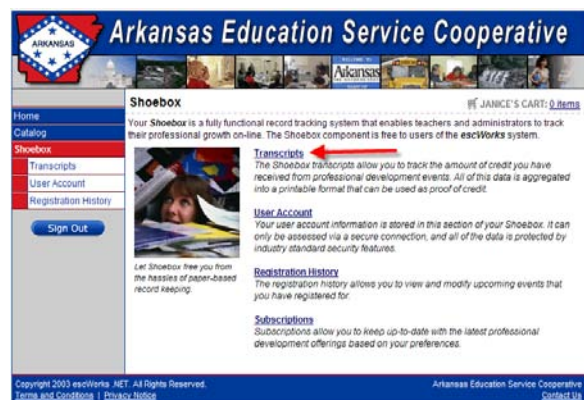 ARKANSAS
Arkansas Education Service Cooperative
Arkansas
Shoebox
JANICE'S CART: 0 items
Home
Catalog
Shoebox
Transcripts
User Account
Registration History
Sign Out
Your Shoebox is a fully functional record tracking system that enables teachers and administrators to track
their professional growth on-line. The Shoebox component is free to users of the escWorks system.
Let Shoebox free you from
the hassles of paper-based
record keeping.
Transcripts
The Shoebox transcripts allow you to track the amount of credit you have
received from professional development events. All of this data is aggregated
into a printable format that can be used as proof of credit.
User Account
Your user account information is stored in this section of your Shoebox. It can
only be assessed via a secure connection, and all of the data is protected by
industry standard security features.
Registration History
The registration history allows you to view and modify upcoming events that
you have registered for.
Subscriptions
Subscriptions allow you to keep up-to-date with the latest professional
development offerings based on your preferences.
Copyright 2003 escWorks .NET. All Rights Reserved.
Terms and Conditions | Privacy Notice
Arkansas Education Service Cooperative
Contact Us